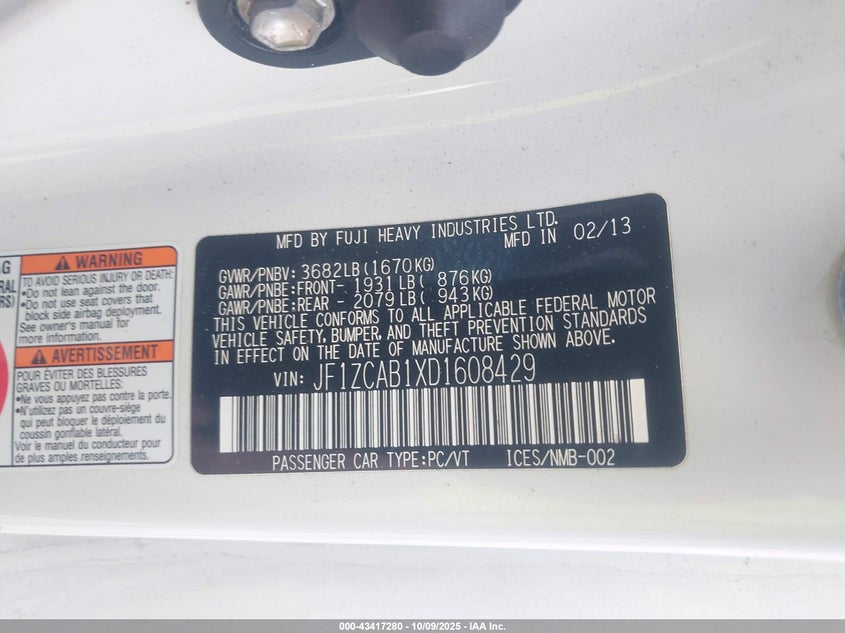 MFD BY FUJI HEAVY INDUSTRIES LTD.
MFD IN 02/13
GVWR/PNBV: 3682LB(1670KG)
GAWR/PNBE:FRONT- 1931LB( 876KG)
GAWR/PNBE:REAR - 2079LB( 943KG)
THIS VEHICLE CONFORMS TO ALL APPLICABLE FEDERAL MOTOR
VEHICLE SAFETY, BUMPER, AND THEFT PREVENTION STANDARDS
IN EFFECT ON THE DATE OF MANUFACTURE SHOWN ABOVE.
VIN: JF1ZCAB1XD1608429
PASSENGER CAR TYPE:PC/VT ICES/NMB-002
WARNING
TO AVOID SERIOUS INJURY OR DEATH:
•Do not lean against the door.
•Do not use seat covers that
block side airbag deployment.
See owner's manual for
more information.
AVERTISSEMENT
POUR ÉVITER DES BLESSURES
GRAVES OU MORTELLES:
•Ne vous appuyez pas contre la porte.
•N'utilizez pas un couvre-siège
qui peut bloquer le déploiement du
coussin gonflable latéral.
Voir le manuel du conducteur pour
de plus amples renseignements.
000-43417280 - 10/09/2025 - IAA Inc.